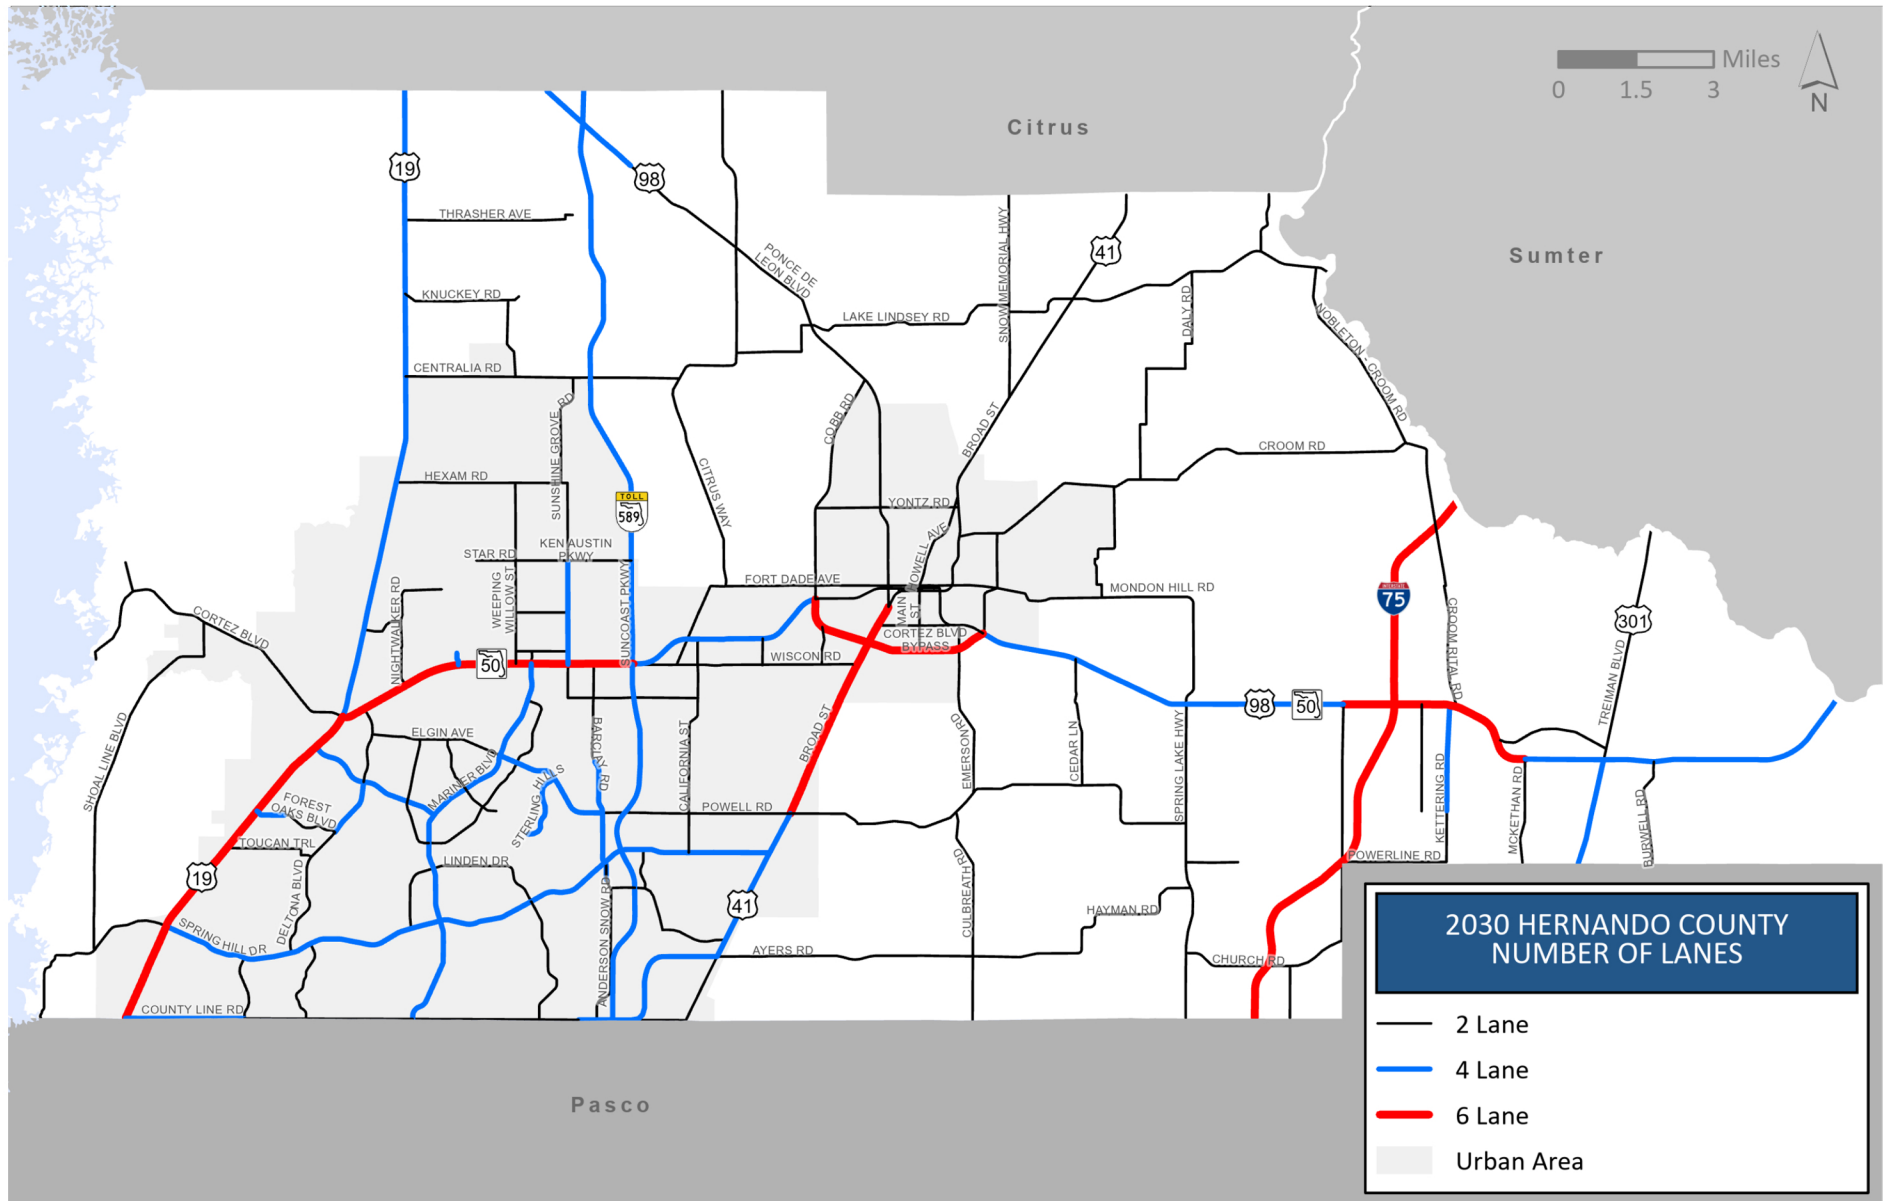 Miles
0 1.5 3
N
Citrus
Sumter
19
98
THRASHER AVE
PONCE DE
LEON BLVD
SNOW MEMORIAL HWY
41
KNUCKEY RD
LAKE LINDSEY RD
DALY RD
NOBLETON - CROOM RD
CENTRALIA RD
SUNSHINE GROVE RD
COBB RD
BROAD ST
CROOM RD
HEXAM RD
CITRUS WAY
TOLL
589
YONTZ RD
STAR RD
KEN AUSTIN
PKWY
HOWELL AVE
NIGHTWALKER RD
WEEPING
WILLOW ST
SUNCOAST PKWY
FORT DADE AVE
MAIN
ST
MONDON HILL RD
INTERSTATE
75
CROOM RITAL RD
301
CORTEZ BLVD
CORTEZ BLVD
BYPASS
50
WISCON RD
TREIMAN BLVD
98
50
SHOAL LINE BLVD
ELGIN AVE
BARCLAY RD
CALIFORNIA ST
BROAD ST
EMERSON RD
CEDAR LN
SPRING LAKE HWY
MARINER BLVD
STERLING HILLS
KETTERING RD
MCKETHAN RD
BURWELL RD
FOREST
OAKS BLVD
POWELL RD
TOUCAN TRL
LINDEN DR
POWERLINE RD
19
DELTONA BLVD
ANDERSON SNOW RD
41
CULBREATH RD
HAYMAN RD
SPRING HILL DR
AYERS RD
CHURCH RD
COUNTY LINE RD
Pasco
2030 HERNANDO COUNTY
NUMBER OF LANES
2 Lane
4 Lane
6 Lane
Urban Area